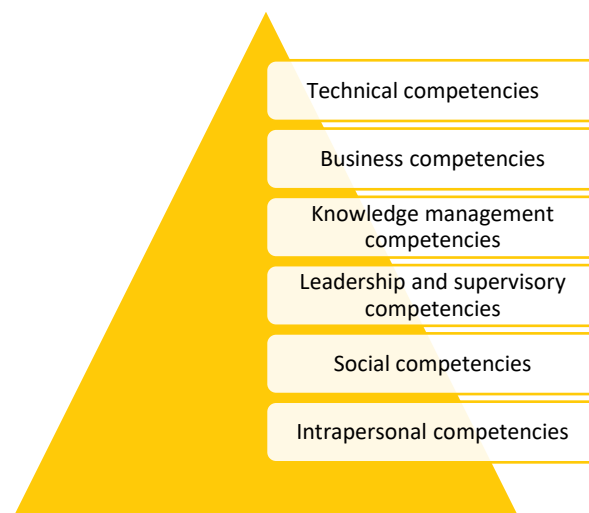 Technical competencies
Business competencies
Knowledge management
competencies
Leadership and supervisory
competencies
Social competencies
Intrapersonal competencies